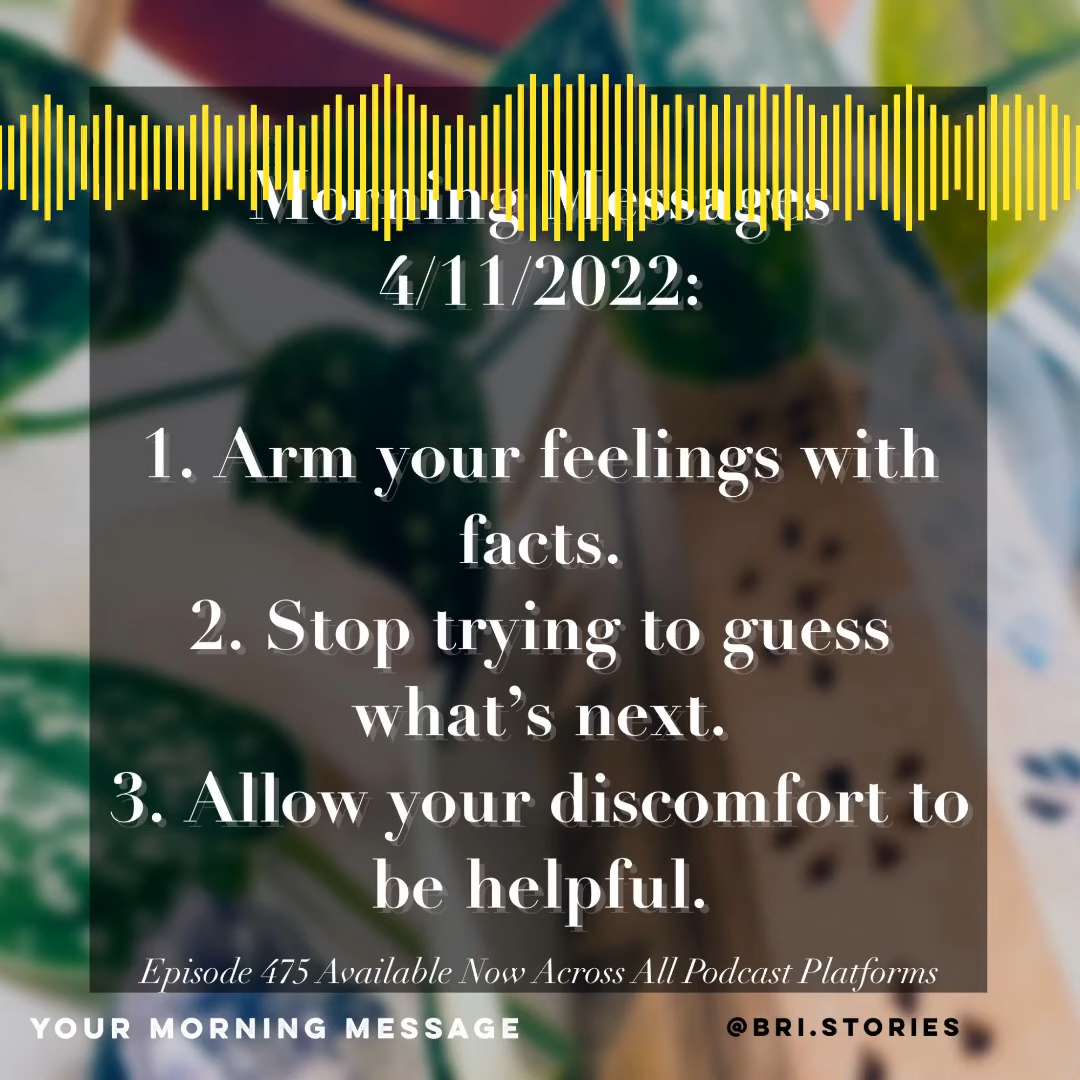 Morning Messages
4/11/2022:
1. Arm your feelings with
facts.
2. Stop trying to guess
what’s next.
3. Allow your discomfort to
be helpful.
Episode 475 Available Now Across All Podcast Platforms
YOUR MORNING MESSAGE
@BRI.STORIES